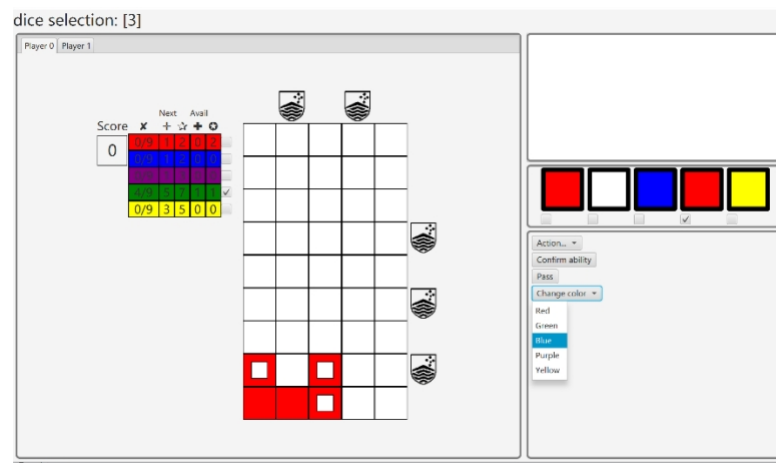 dice selection: [3]
Player 0 Player 1
Next Avail
Score
0
0/9 1 2 0 2
0/9 1 2 0 0
4/9 5 7 1 1
0/9 3 5 0 0
Action...
Confirm ability
Pass
Change color
Red
Green
Blue
Purple
Yellow